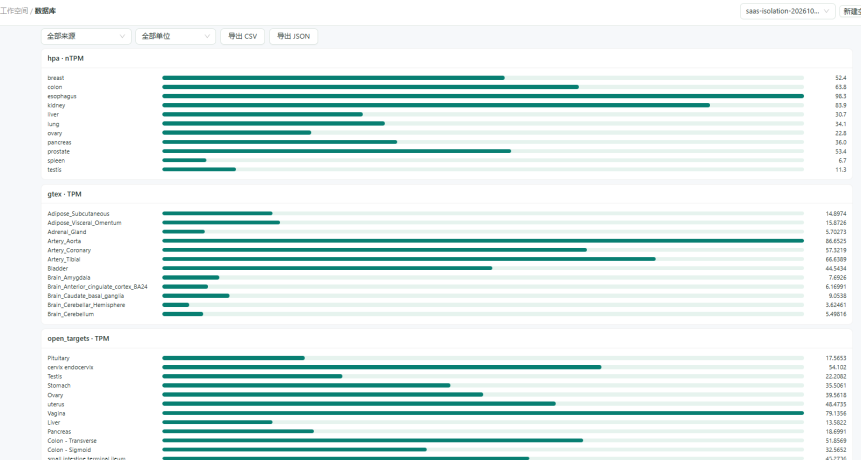 工作空间 / 数据库
saas-isolation-202610...
全部来源 全部单位 导出 CSV 导出 JSON
hpa · nTPM
breast 52.4
colon 63.8
esophagus 98.3
kidney 83.9
liver 30.7
lung 34.1
ovary 22.8
pancreas 36.0
prostate 53.4
spleen 6.7
testis 11.3
gtex · TPM
Adipose_Subcutaneous 14.8974
Adipose_Visceral_Omentum 15.8726
Adrenal_Gland 5.70273
Artery_Aorta 86.6525
Artery_Coronary 57.3219
Artery_Tibial 66.6389
Bladder 44.5434
Brain_Amygdala 7.6926
Brain_Anterior_cingulate_cortex_BA24 6.16991
Brain_Caudate_basal_ganglia 9.0538
Brain_Cerebellar_Hemisphere 3.62461
Brain_Cerebellum 5.49816
open_targets · TPM
Pituitary 17.5653
cervix endocervix 54.102
Testis 22.2082
Stomach 35.5061
Ovary 39.5618
uterus 48.4735
Vagina 79.1356
Liver 13.5822
Pancreas 18.6991
Colon - Transverse 51.8569
Colon - Sigmoid 32.5652
small intestine terminal ileum